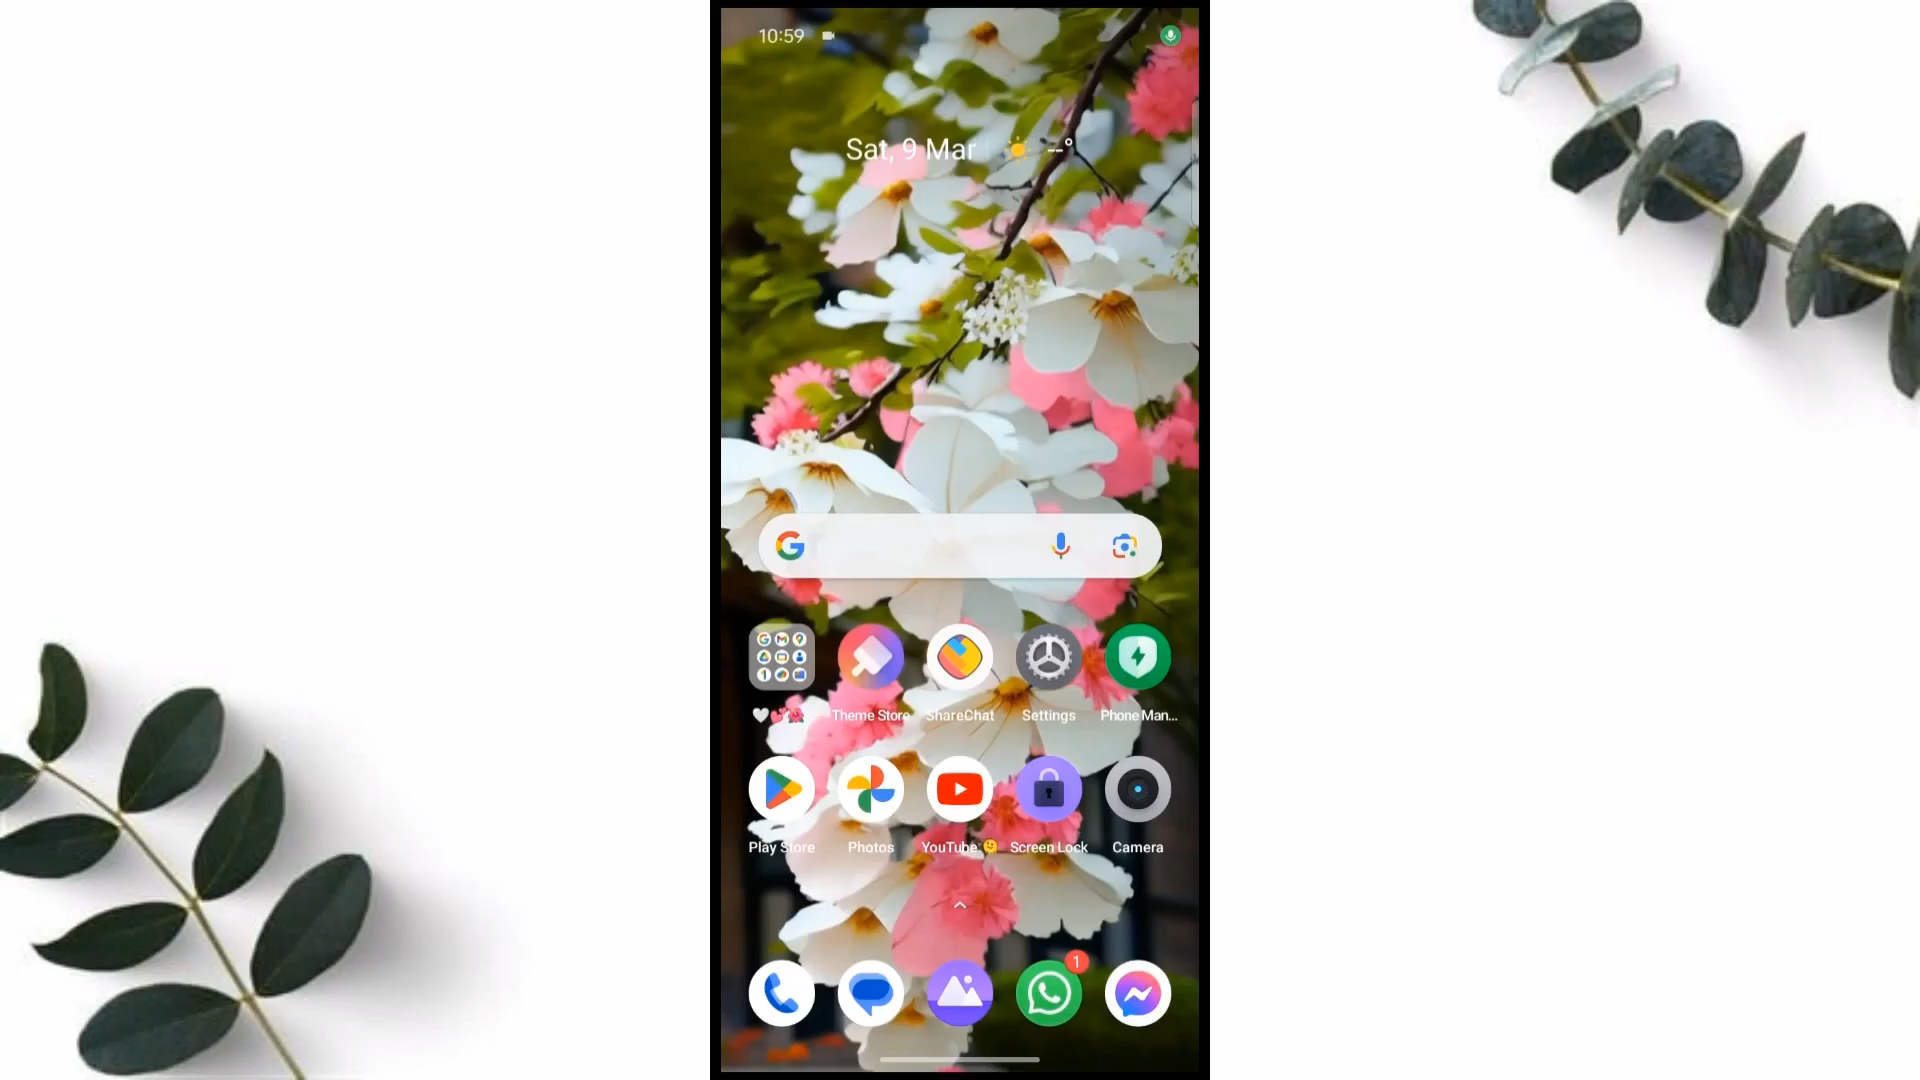 10:59
Sat, 9 Mar --°
🤍💕🌺 Theme Store ShareChat Settings Phone Man...
Play Store Photos YouTube 🫠 Screen Lock Camera
1